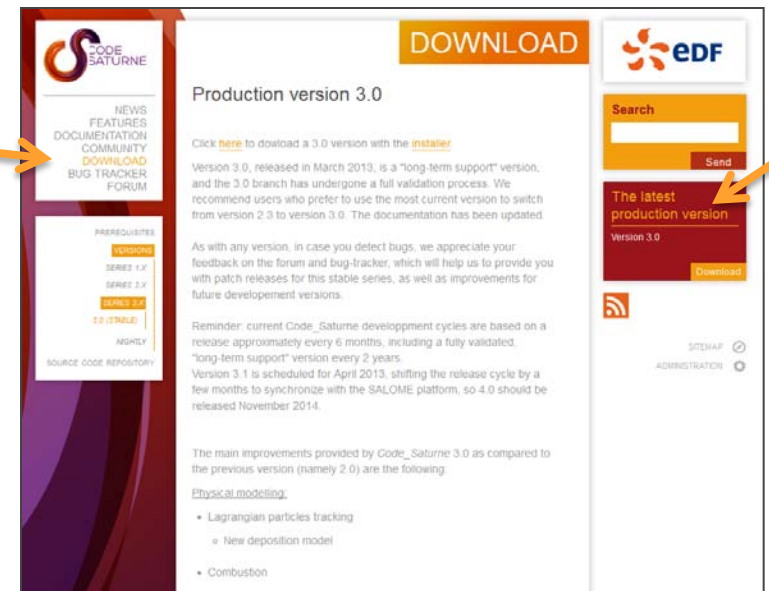 CODE
SATURNE
NEWS
FEATURES
DOCUMENTATION
COMMUNITY
DOWNLOAD
BUG TRACKER
FORUM
PREREQUISITES
VERSIONS
SERIES 1.X
SERIES 2.X
SERIES 3.X
3.0 (STABLE)
NIGHTLY
SOURCE CODE REPOSITORY
DOWNLOAD
Production version 3.0
Click here to dowload a 3.0 version with the installer
Version 3.0, released in March 2013, is a "long-term support" version,
and the 3.0 branch has undergone a full validation process. We
recommend users who prefer to use the most current version to switch
from version 2.3 to version 3.0. The documentation has been updated.
As with any version, in case you detect bugs, we appreciate your
feedback on the forum and bug-tracker, which will help us to provide you
with patch releases for this stable series, as well as improvements for
future developement versions.
Reminder: current Code_Saturne developpment cycles are based on a
release approximately every 6 months, including a fully validated,
"long-term support" version every 2 years.
Version 3.1 is scheduled for April 2013, shifting the release cycle by a
few months to synchronize with the SALOME platform, so 4.0 should be
released November 2014.
The main improvements provided by Code_Saturne 3.0 as compared to
the previous version (namely 2.0) are the following:
Physical modelling:
• Lagrangian particles tracking
o New deposition model
• Combustion
eDF
Search
Send
The latest
production version
Version 3.0
Download
SITEMAP
ADMINISTRATION